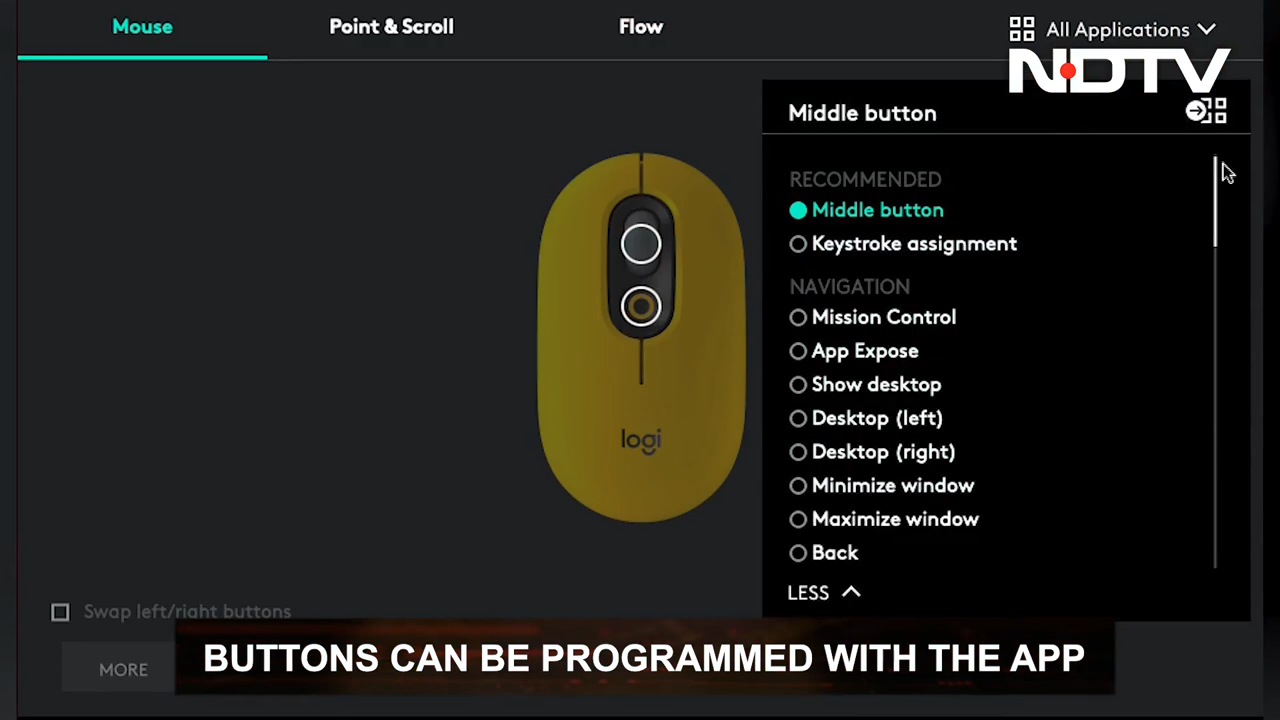 Mouse
Point & Scroll
Flow
All Applications
NDTV
Middle button
RECOMMENDED
Middle button
Keystroke assignment
NAVIGATION
Mission Control
App Expose
Show desktop
Desktop (left)
Desktop (right)
Minimize window
Maximize window
Back
LESS
logi
Swap left/right buttons
MORE
BUTTONS CAN BE PROGRAMMED WITH THE APP